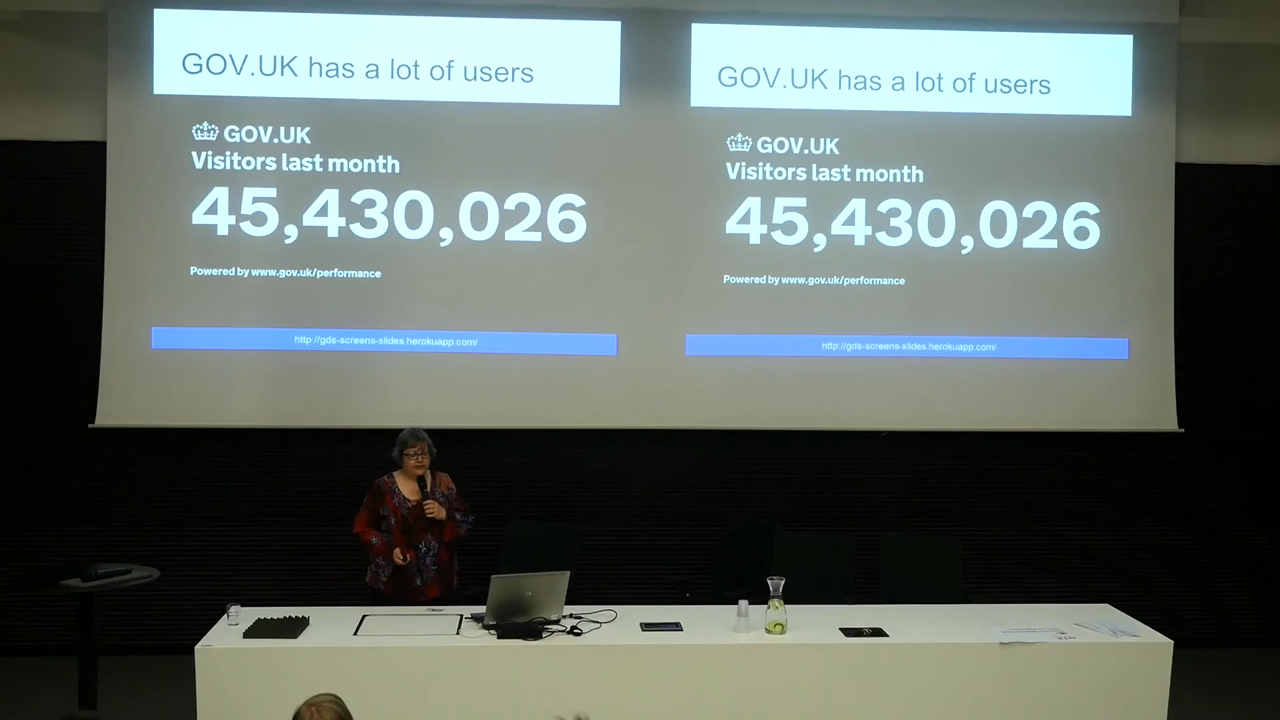 GOV.UK has a lot of users
GOV.UK
Visitors last month
45,430,026
Powered by www.gov.uk/performance
http://gds-screens-slides.herokuapp.com/
GOV.UK has a lot of users
GOV.UK
Visitors last month
45,430,026
Powered by www.gov.uk/performance
http://gds-screens-slides.herokuapp.com/